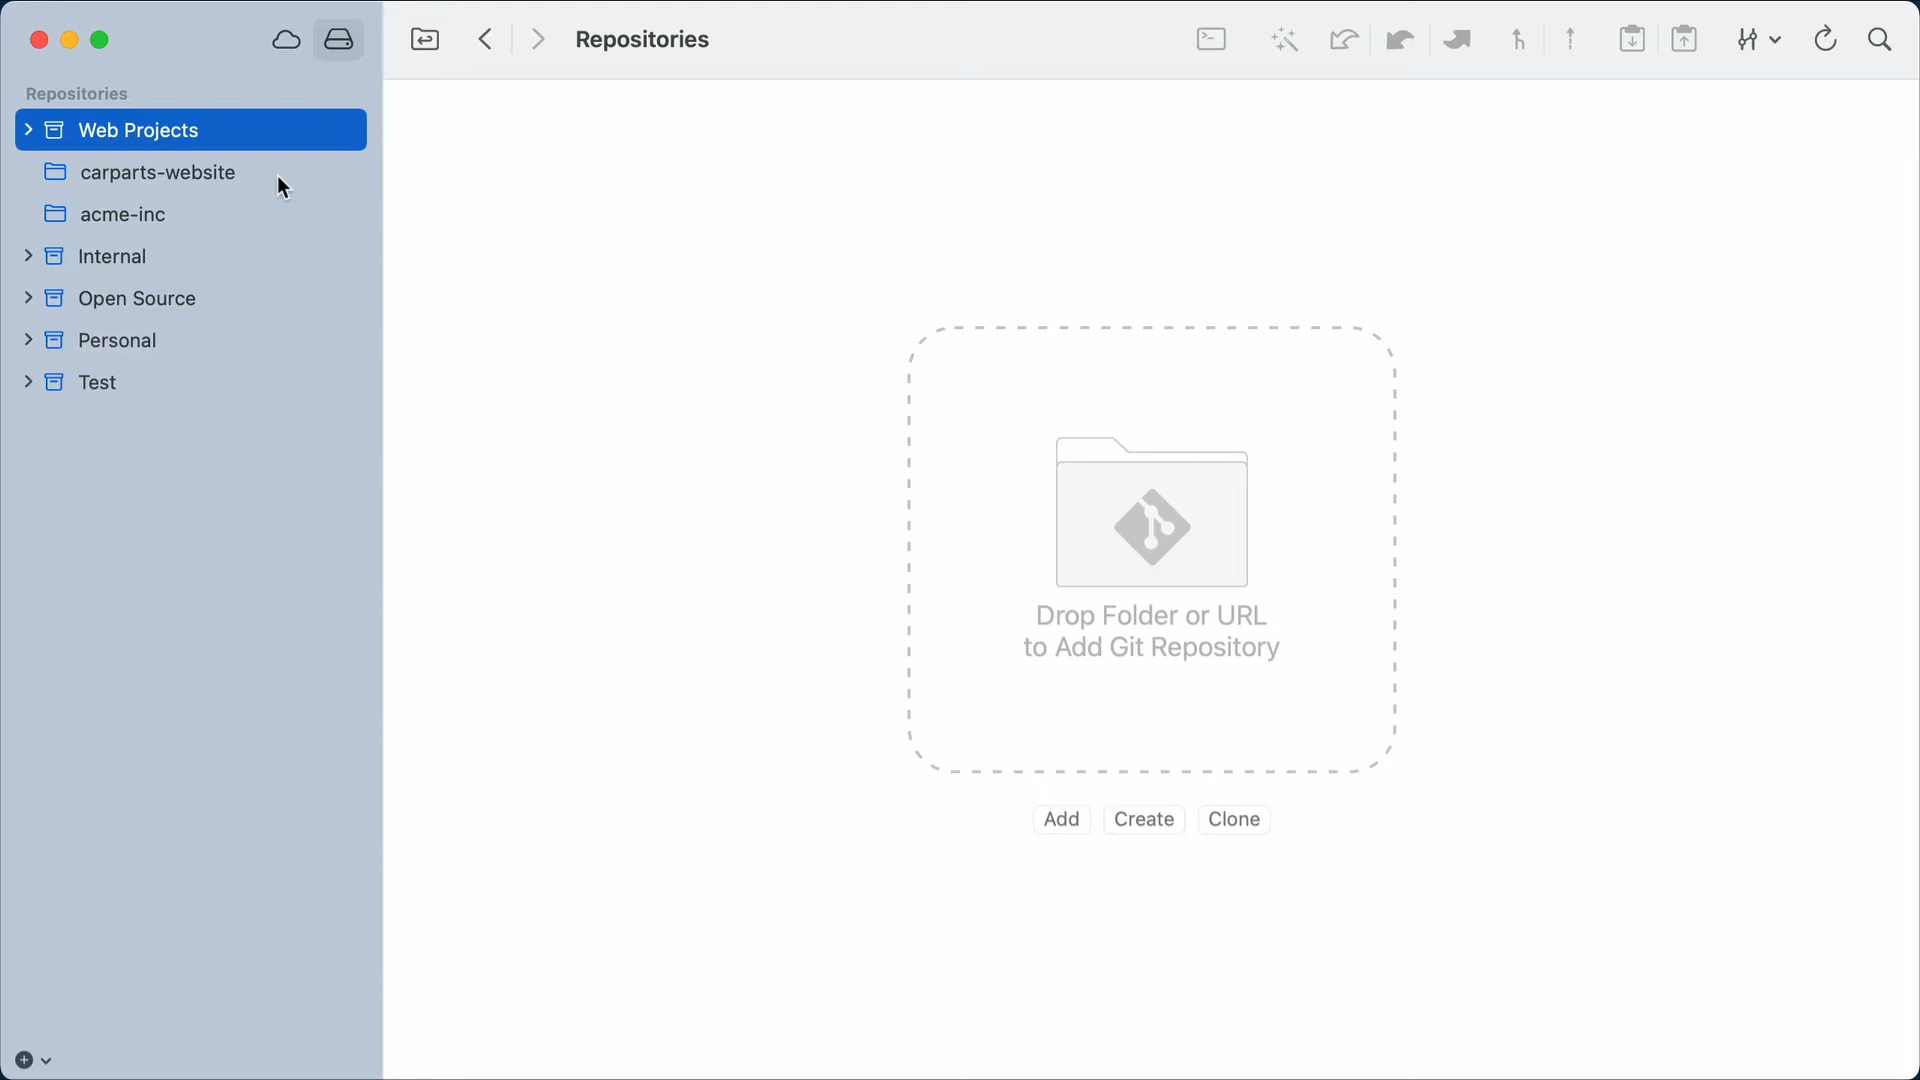 Repositories
Repositories
Web Projects
carparts-website
acme-inc
Internal
Open Source
Personal
Test
Drop Folder or URL
to Add Git Repository
Add Create Clone